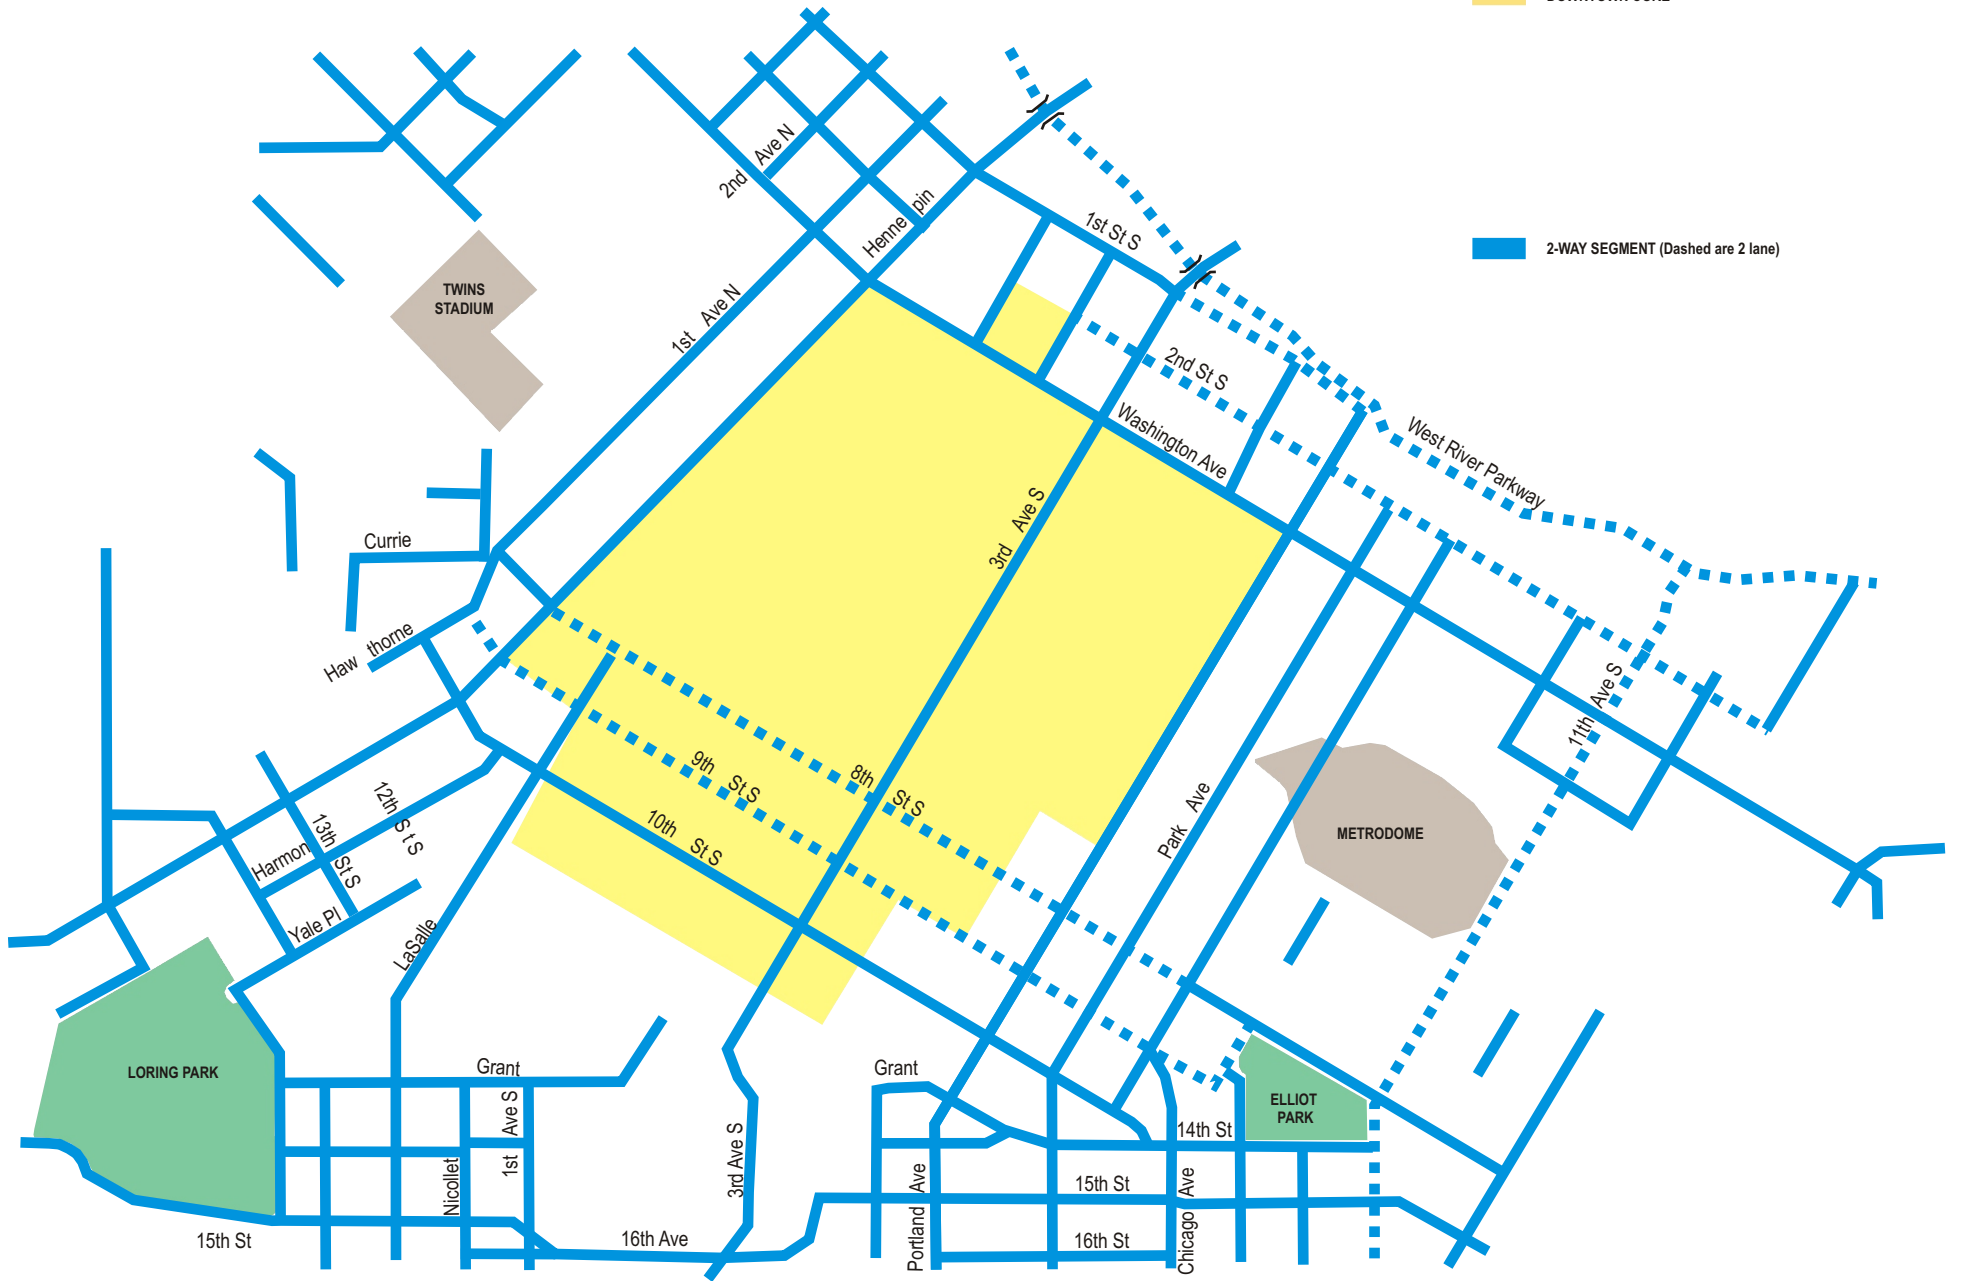 2nd Ave N
Henne pin
1st St S
1st Ave N
2-WAY SEGMENT (Dashed are 2 lane)
TWINS
STADIUM
2nd St S
Washington Ave
West River Parkway
3rd Ave S
Currie
Haw thorne
11th Ave S
9th St S
8th St S
10th St S
12th S t S
13th St S
Harmon
Yale Pl
LaSalle
Park Ave
METRODOME
LORING PARK
Grant
1st Ave S
Nicollet
3rd Ave S
Grant
ELLIOT
PARK
14th St
15th St
Portland Ave
Chicago Ave
16th St
15th St
16th Ave